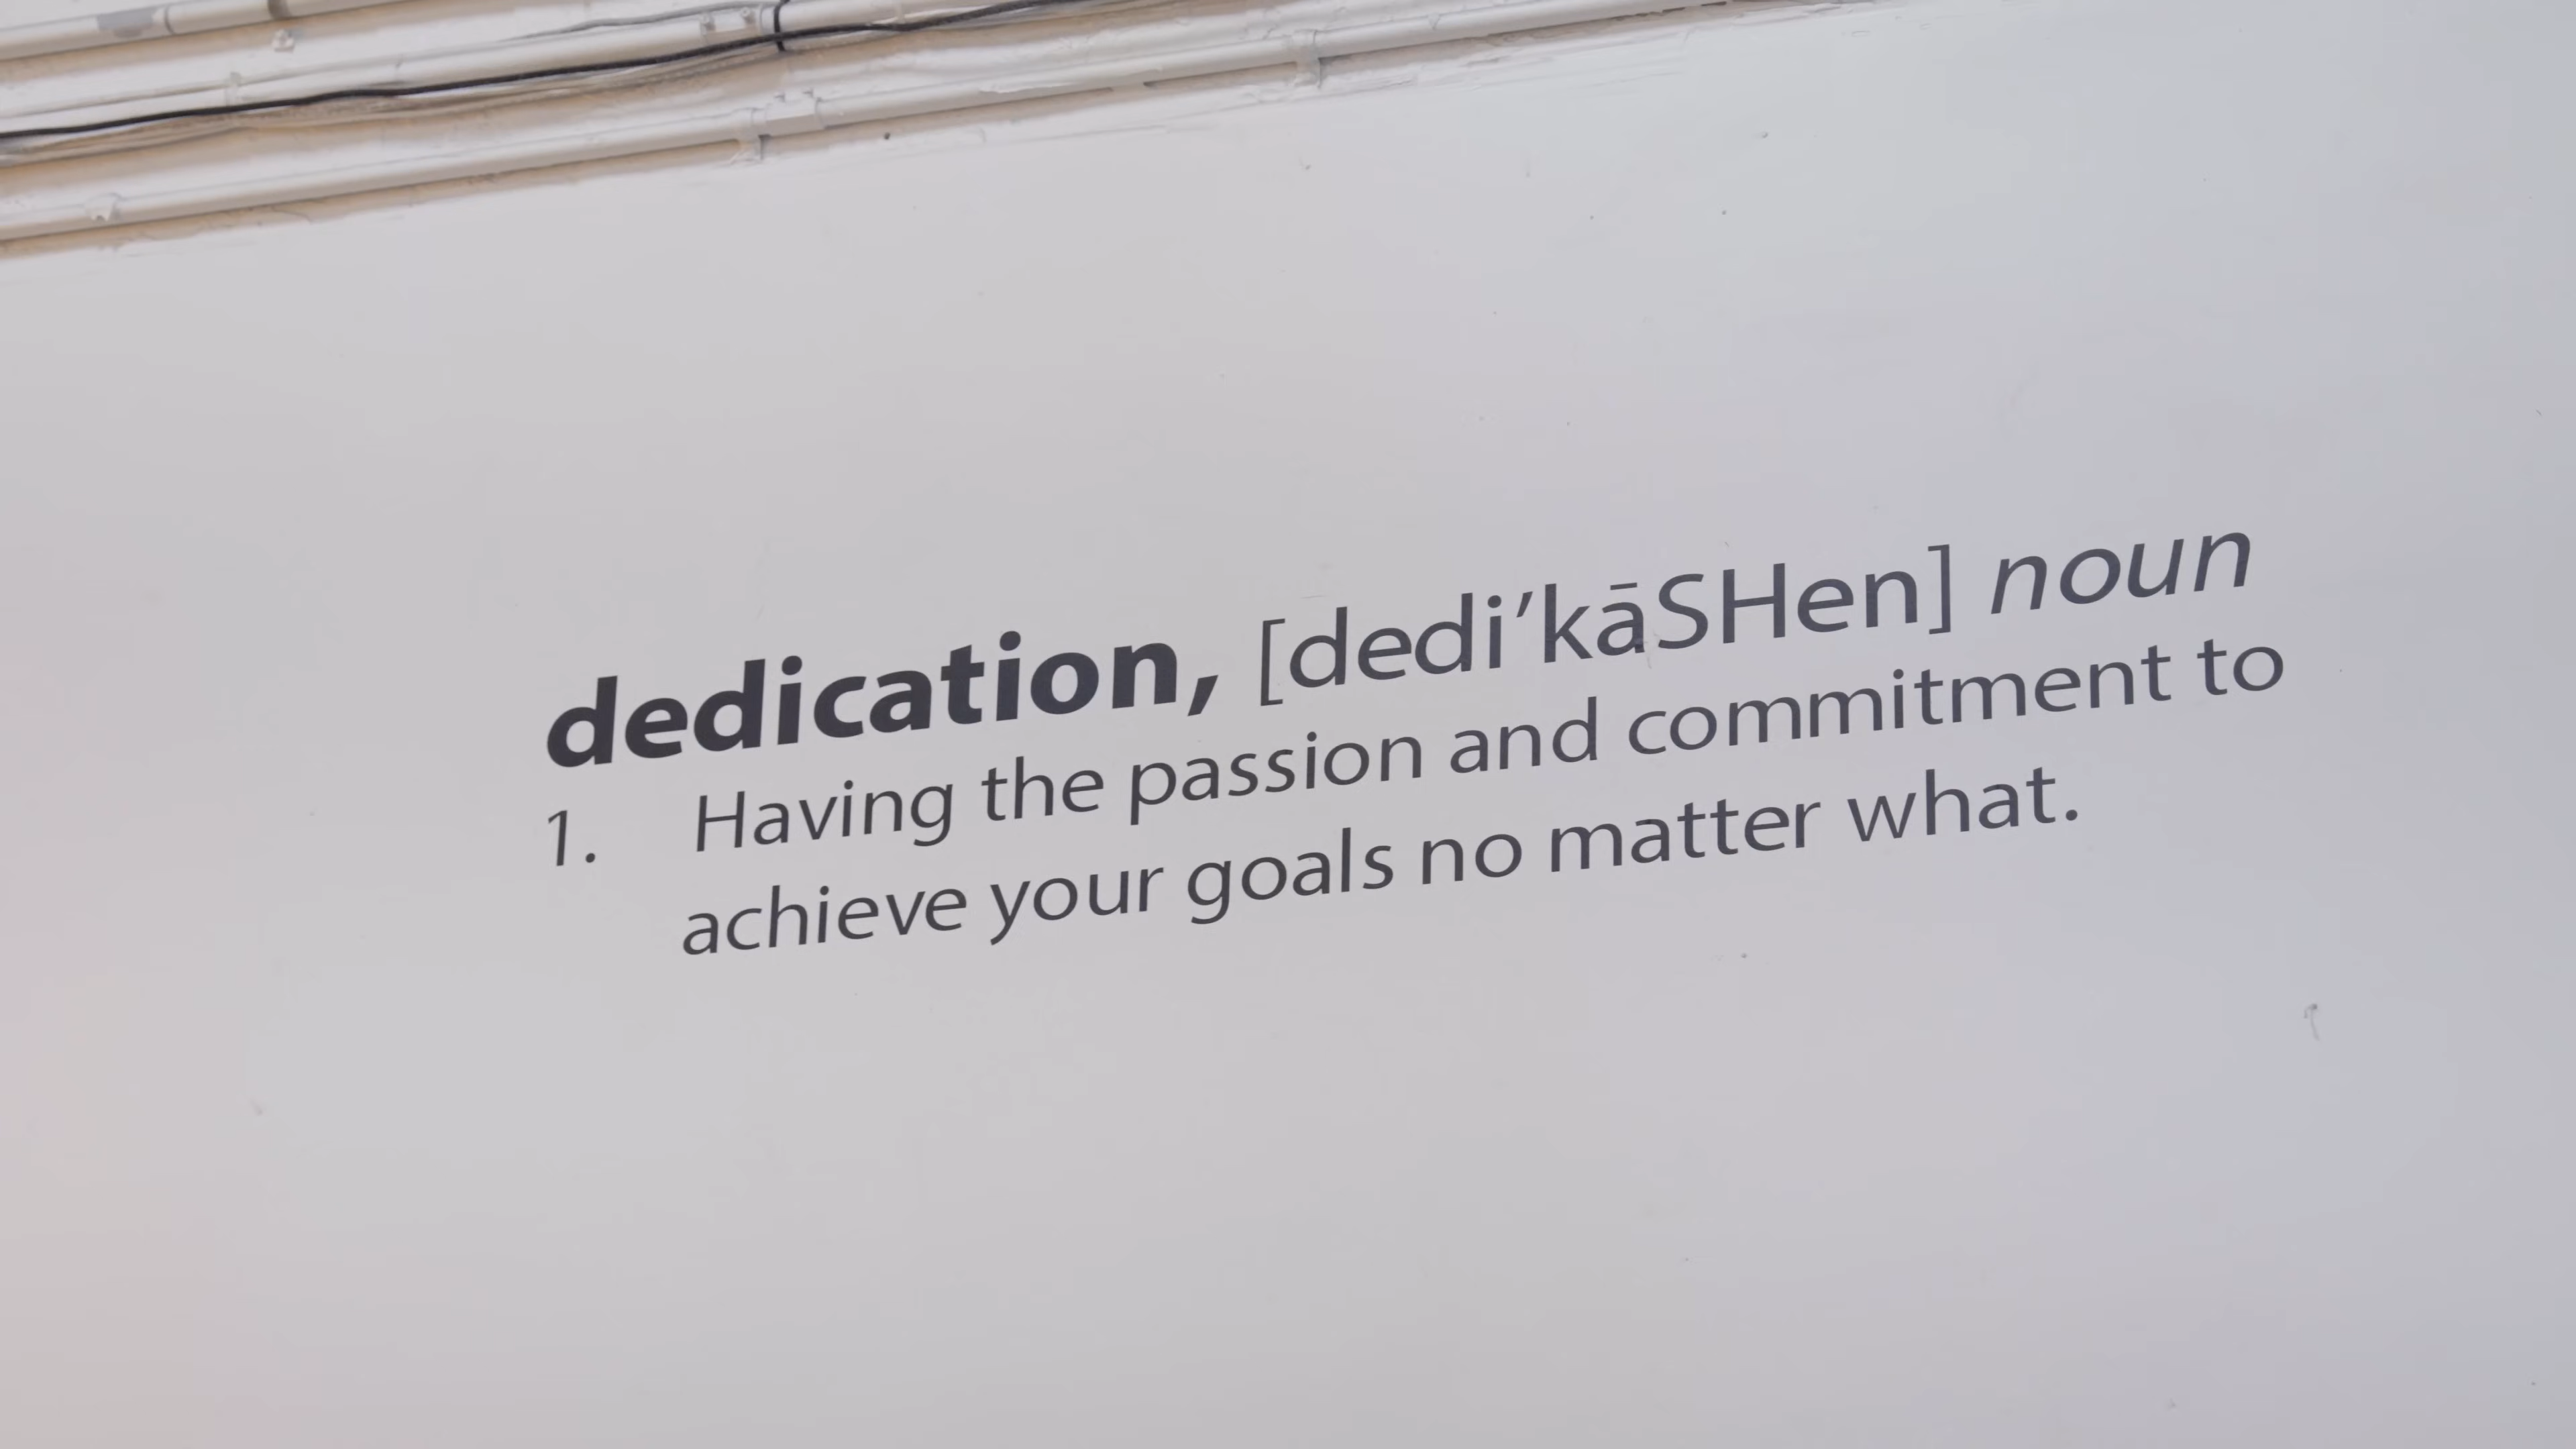 dedication, [dedi’kāSHen] noun
1. Having the passion and commitment to
achieve your goals no matter what.